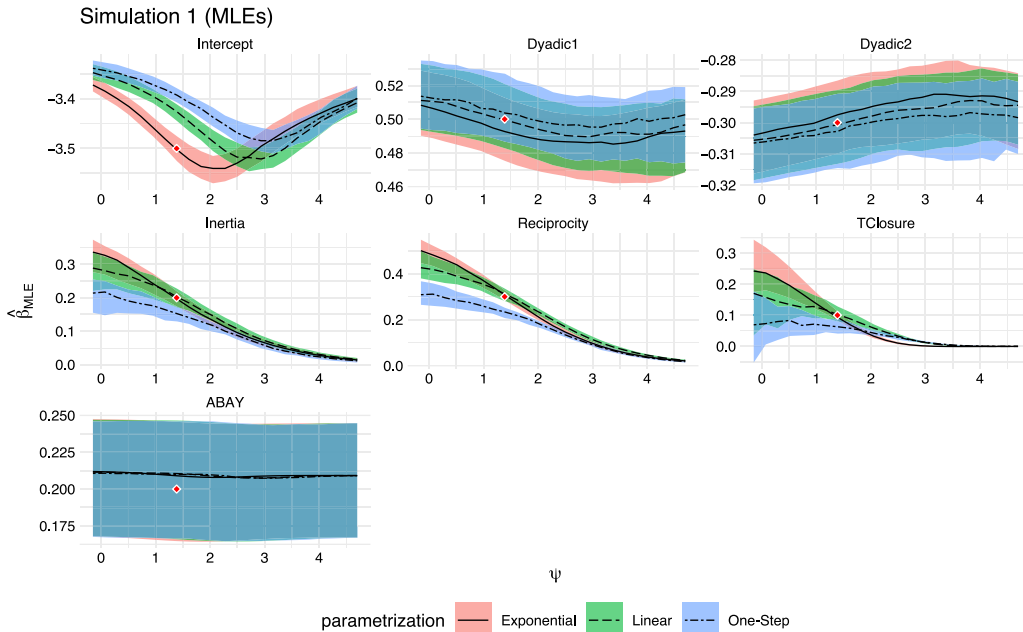 Simulation 1 (MLEs)
Intercept
Dyadic1
Dyadic2
−3.4
−3.5
0 1 2 3 4
0.52
0.50
0.48
0.46
0 1 2 3 4
−0.28
−0.29
−0.30
−0.31
−0.32
0 1 2 3 4
Inertia
Reciprocity
TClosure
0.3
0.2
0.1
0.0
0 1 2 3 4
0.4
0.2
0.0
0 1 2 3 4
0.3
0.2
0.1
0.0
0 1 2 3 4
ABAY
0.250
0.225
0.200
0.175
0 1 2 3 4
β̂MLE
ψ
parametrization Exponential Linear One-Step